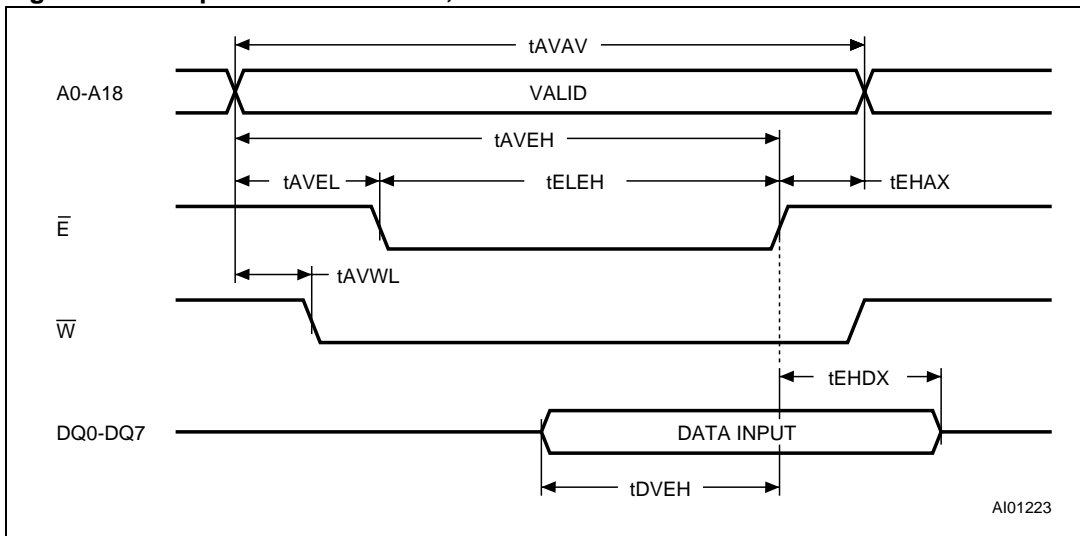 tAVAV
A0-A18
VALID
tAVEH
tAVEL
tELEH
tEHAX
E̅
tAVWL
W̅
tEHDX
DQ0-DQ7
DATA INPUT
tDVEH
AI01223